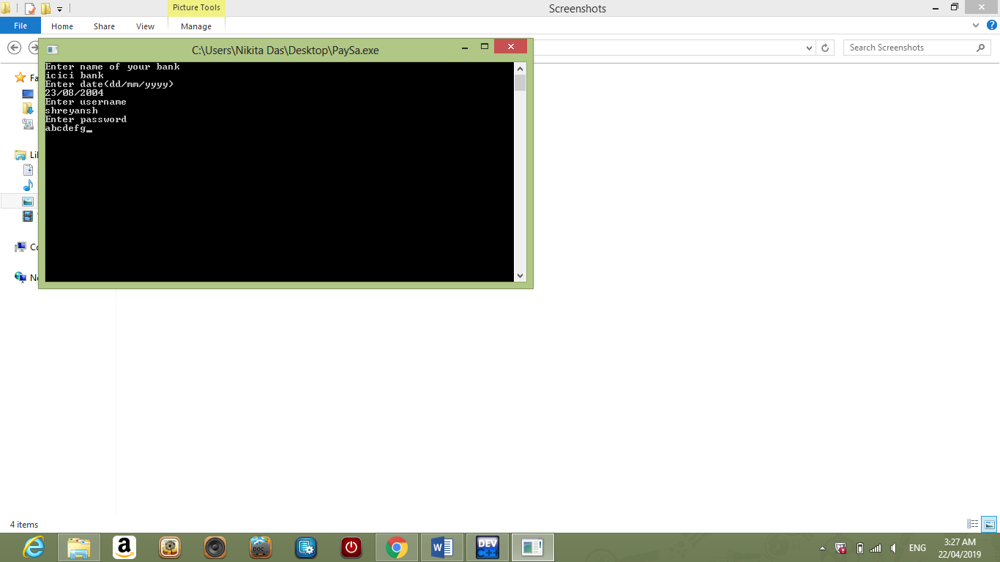 Picture Tools
Screenshots
File
Home
Share
View
Manage
C:\Users\Nikita Das\Desktop\PaySa.exe
Search Screenshots
Enter name of your bank
icici bank
Enter date(dd/mm/yyyy)
23/08/2004
Enter username
shreyansh
Enter password
abcdefg_
Fa
Lil
Co
Ne
4 items
a
DOC
W
DEV
C++
ENG
3:27 AM
22/04/2019